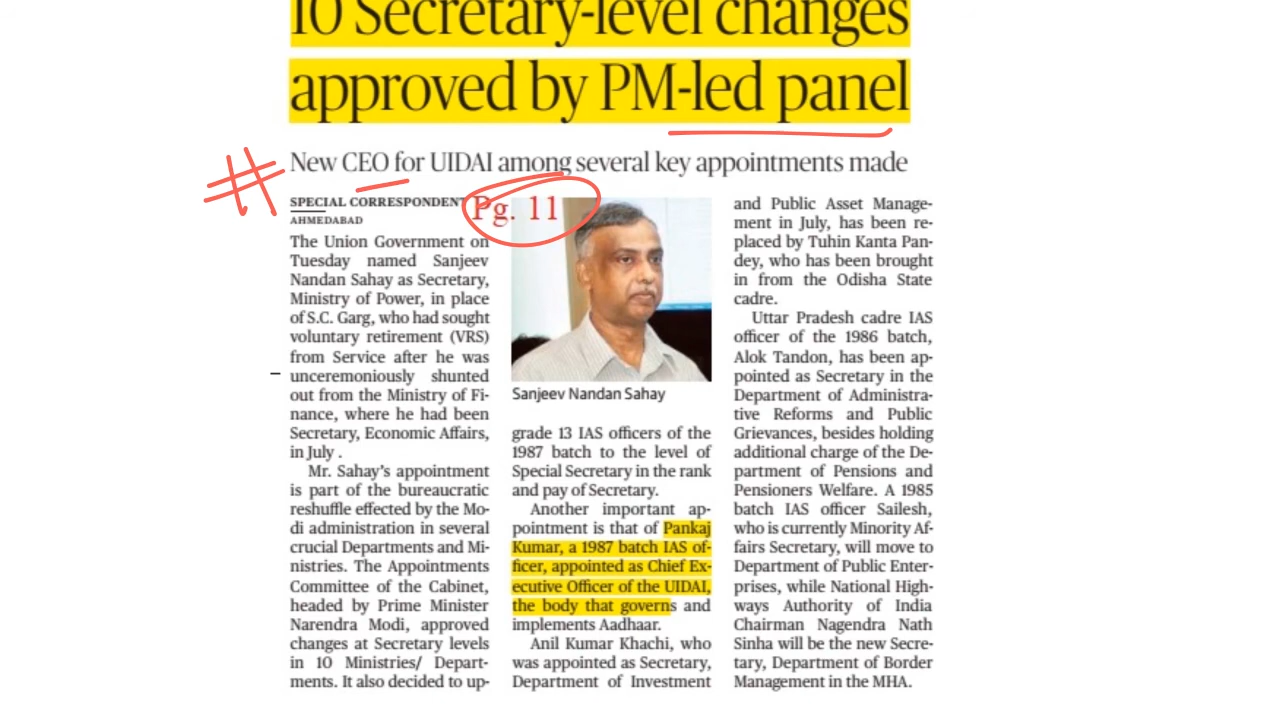 10 Secretary-level changes
approved by PM-led panel
New CEO for UIDAI among several key appointments made
SPECIAL CORRESPONDENT
AHMEDABAD
The Union Government on
Tuesday named Sanjeev
Nandan Sahay as Secretary,
Ministry of Power, in place
of S.C. Garg, who had sought
voluntary retirement (VRS)
from Service after he was
unceremoniously shunted
out from the Ministry of Fi-
nance, where he had been
Secretary, Economic Affairs,
in July .
Mr. Sahay's appointment
is part of the bureaucratic
reshuffle effected by the Mo-
di administration in several
crucial Departments and Mi-
nistries. The Appointments
Committee of the Cabinet,
headed by Prime Minister
Narendra Modi, approved
changes at Secretary levels
in 10 Ministries/ Depart-
ments. It also decided to up-
Pg. 11
Sanjeev Nandan Sahay
grade 13 IAS officers of the
1987 batch to the level of
Special Secretary in the rank
and pay of Secretary.
Another important ap-
pointment is that of Pankaj
Kumar, a 1987 batch IAS of-
ficer, appointed as Chief Ex-
ecutive Officer of the UIDAI,
the body that governs and
implements Aadhaar.
Anil Kumar Khachi, who
was appointed as Secretary,
Department of Investment
and Public Asset Manage-
ment in July, has been re-
placed by Tuhin Kanta Pan-
dey, who has been brought
in from the Odisha State
cadre.
Uttar Pradesh cadre IAS
officer of the 1986 batch,
Alok Tandon, has been ap-
pointed as Secretary in the
Department of Administra-
tive Reforms and Public
Grievances, besides holding
additional charge of the De-
partment of Pensions and
Pensioners Welfare. A 1985
batch IAS officer Sailesh,
who is currently Minority Af-
fairs Secretary, will move to
Department of Public Enter-
prises, while National High-
ways Authority of India
Chairman Nagendra Nath
Sinha will be the new Secre-
tary, Department of Border
Management in the MHA.